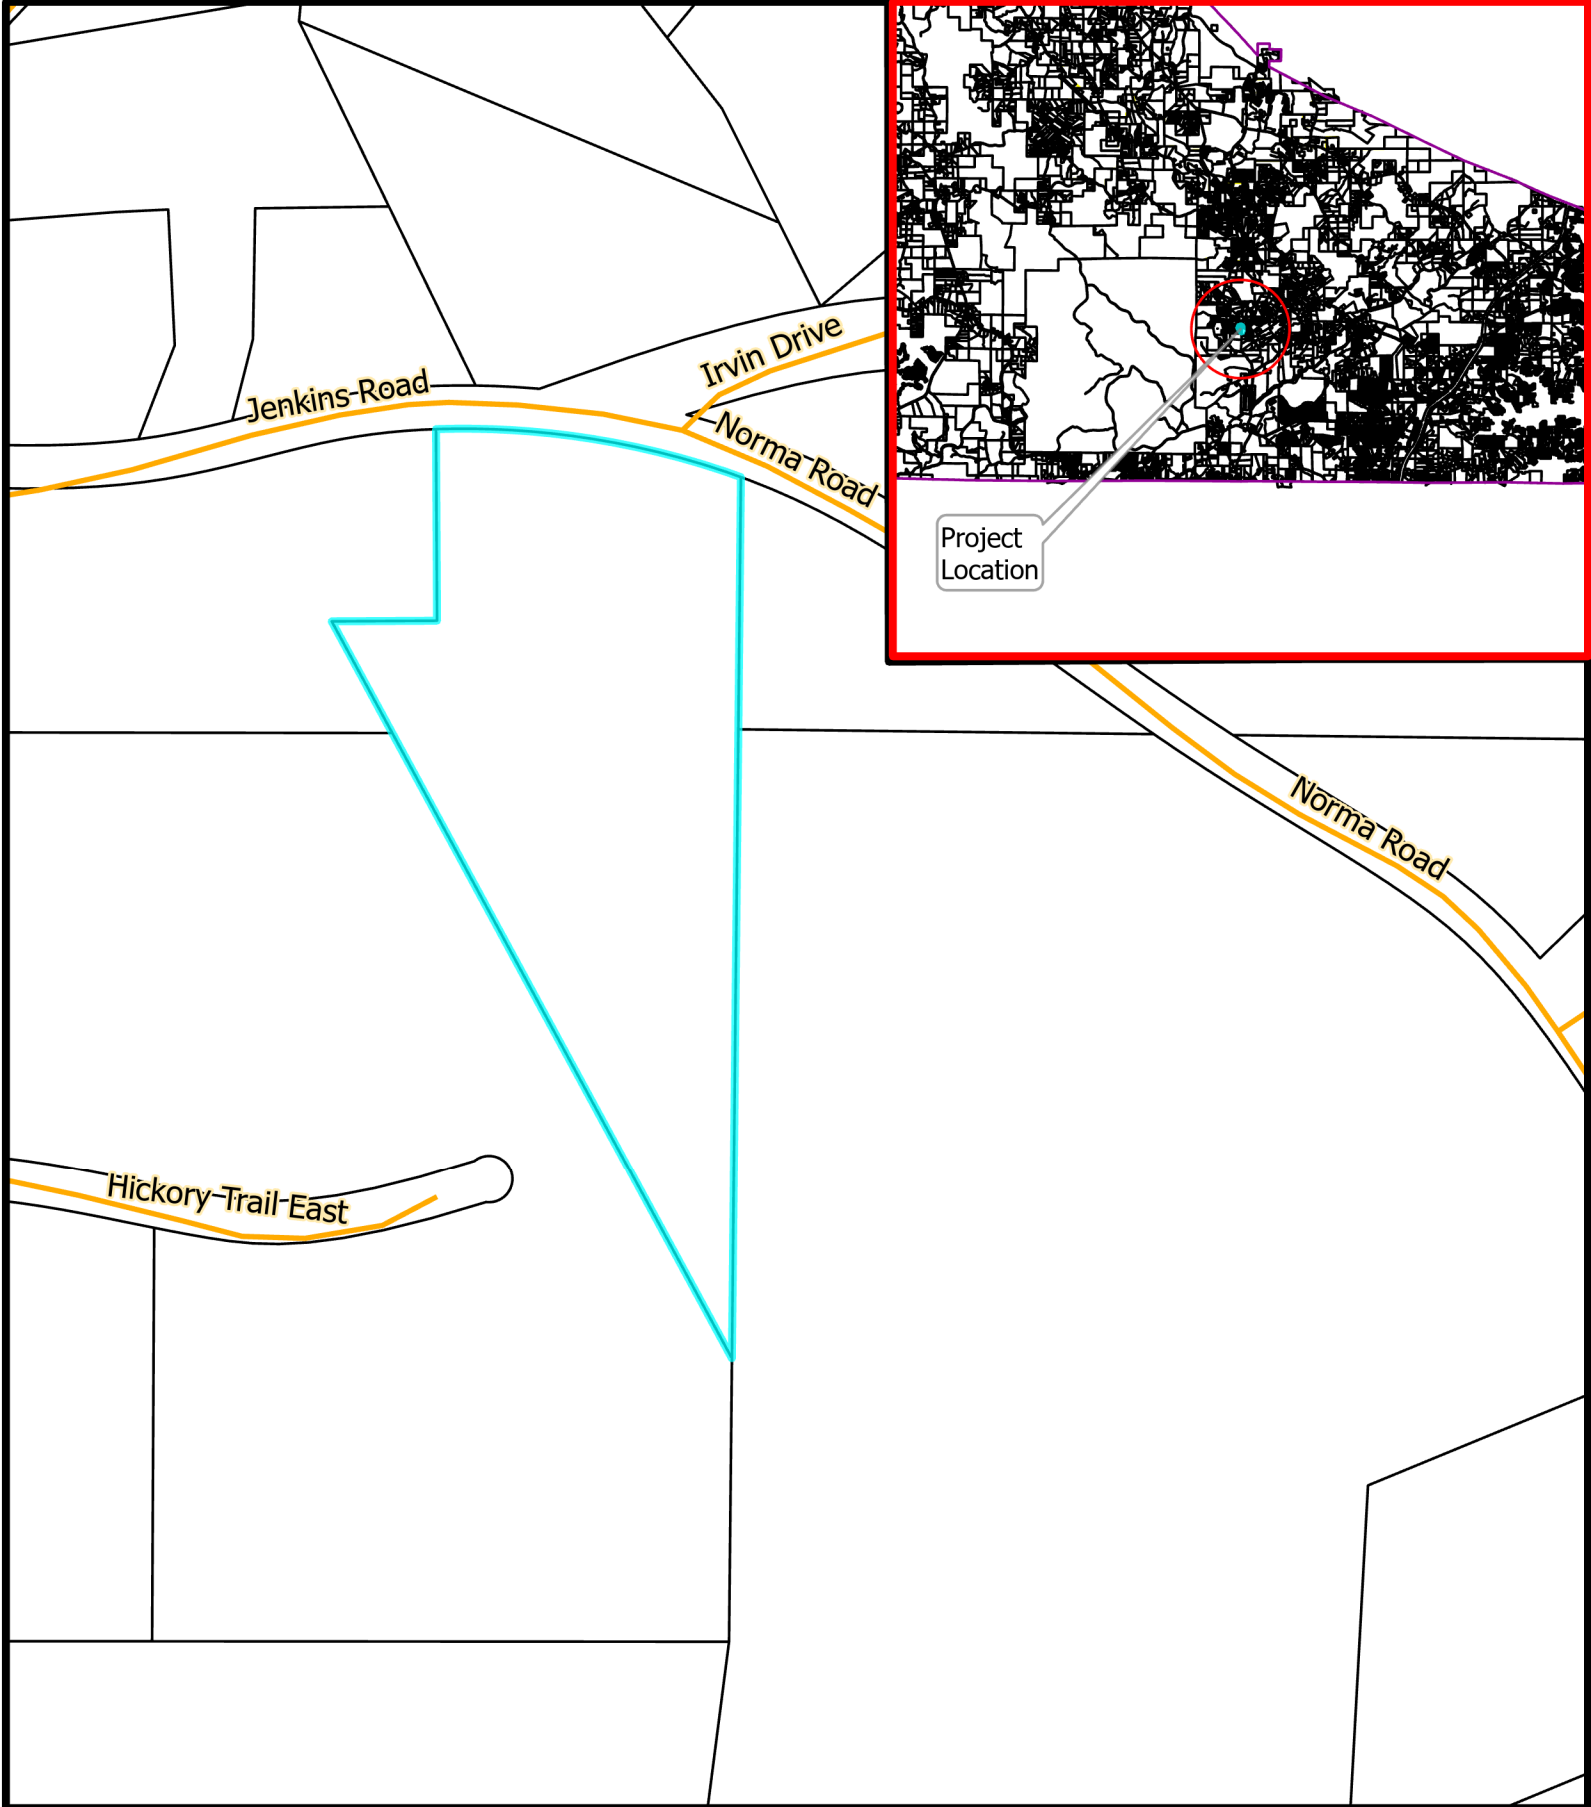 Irvin Drive
Jenkins Road
Norma Road
Project
Location
Norma Road
Hickory Trail East